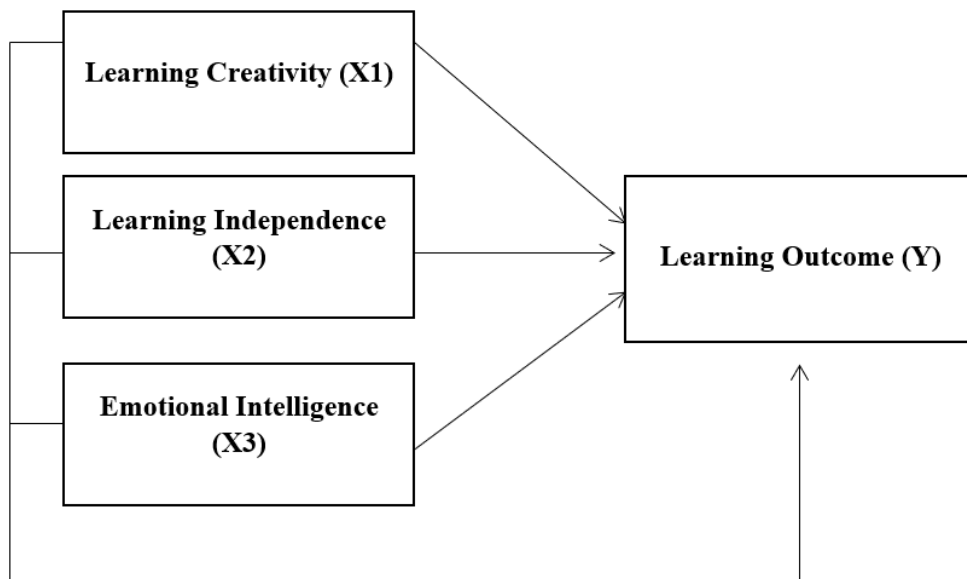 Learning Creativity (X1)
Learning Independence
(X2)
Learning Outcome (Y)
Emotional Intelligence
(X3)